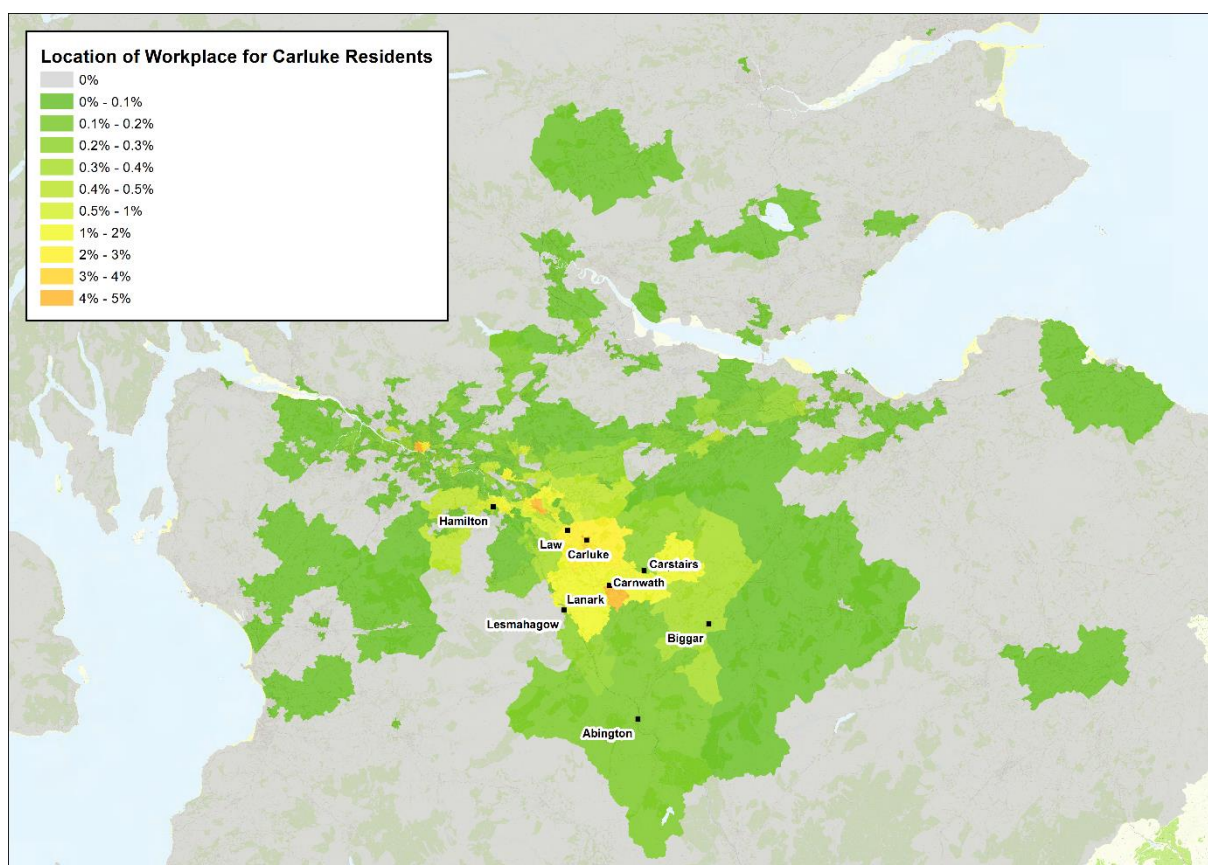 Location of Workplace for Carluke Residents
0%
0% - 0.1%
0.1% - 0.2%
0.2% - 0.3%
0.3% - 0.4%
0.4% - 0.5%
0.5% - 1%
1% - 2%
2% - 3%
3% - 4%
4% - 5%
Hamilton
Law
Carluke
Carstairs
Carnwath
Lanark
Lesmahagow
Biggar
Abington